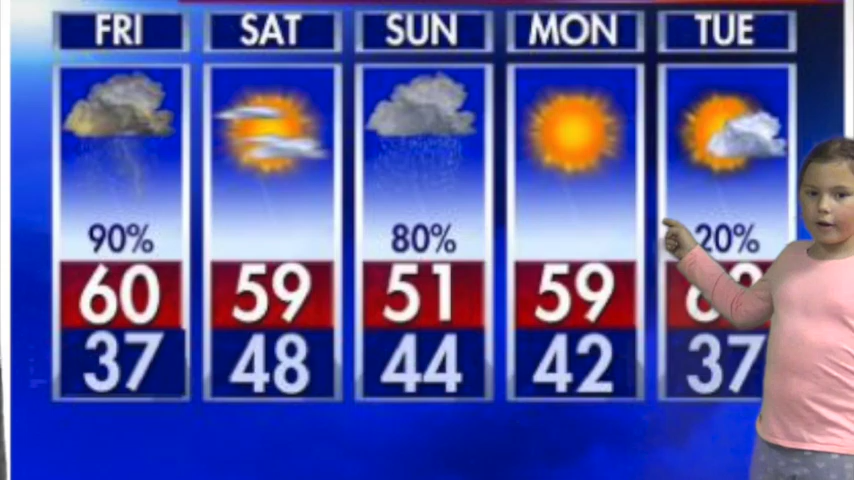 FRI SAT SUN MON TUE
90% 80% 20%
60 59 51 59
37 48 44 42 37